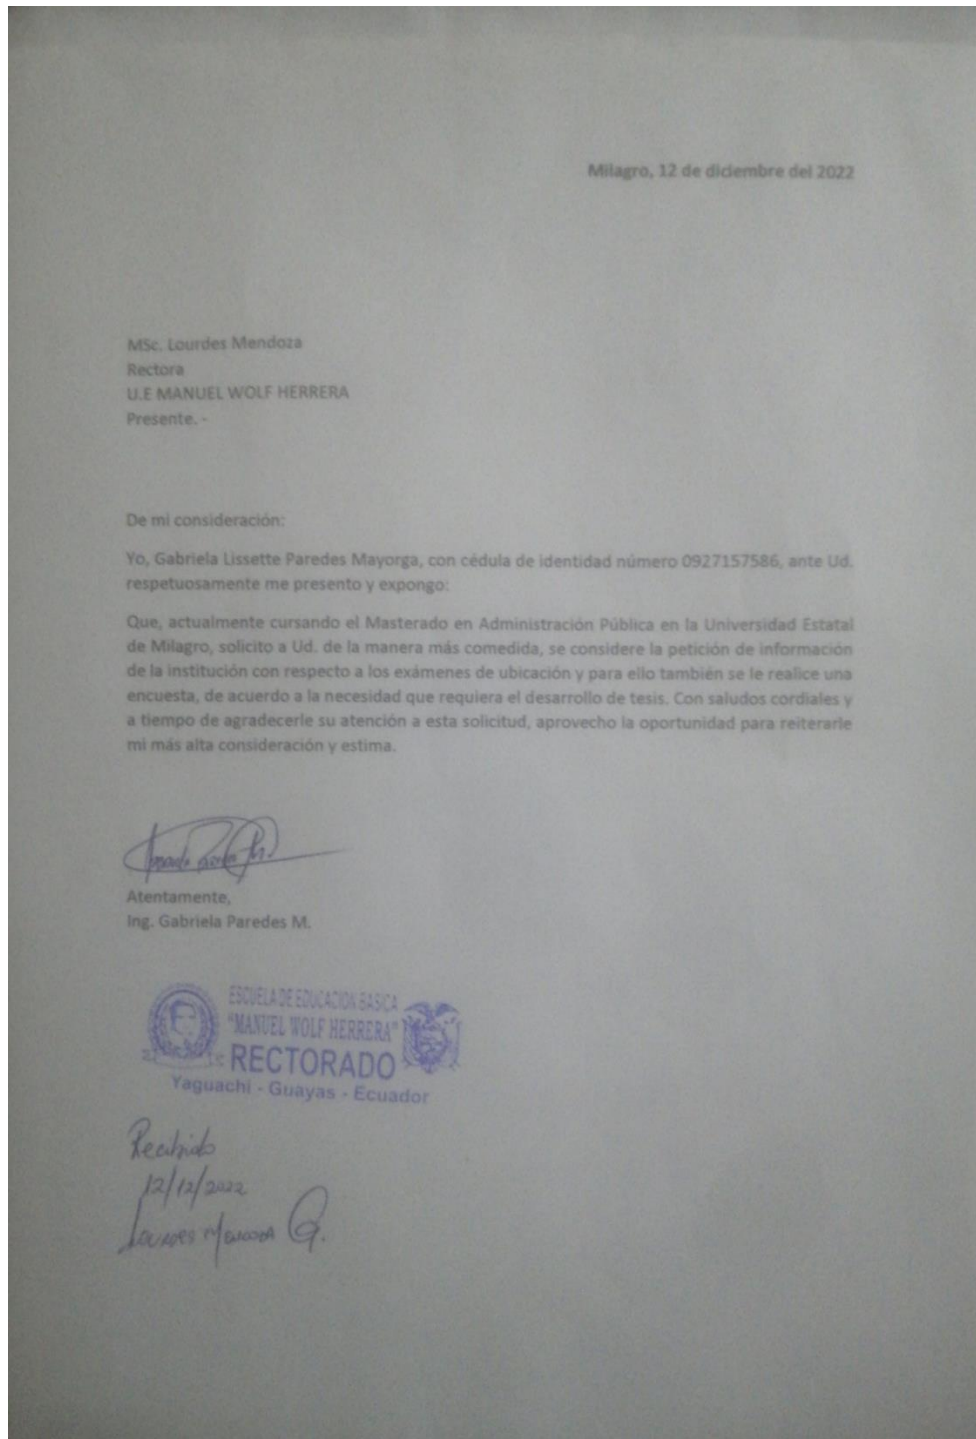 Milagro, 12 de diciembre del 2022
MSc. Lourdes Mendoza
Rectora
U.E MANUEL WOLF HERRERA
Presente. -
De mi consideración:
Yo, Gabriela Lissette Paredes Mayorga, con cédula de identidad número 0927157586, ante Ud.
respetuosamente me presento y expongo:
Que, actualmente cursando el Masterado en Administración Pública en la Universidad Estatal
de Milagro, solicito a Ud. de la manera más comedida, se considere la petición de información
de la institución con respecto a los exámenes de ubicación y para ello también se le realice una
encuesta, de acuerdo a la necesidad que requiera el desarrollo de tesis. Con saludos cordiales y
a tiempo de agradecerle su atención a esta solicitud, aprovecho la oportunidad para reiterarle
mi más alta consideración y estima.
Atentamente,
Ing. Gabriela Paredes M.
ESCUELA DE EDUCACION BASICA
"MANUEL WOLF HERRERA"
RECTORADO
Yaguachi - Guayas - Ecuador
Recibido
12/12/2022
Lourdes Mendoza G.